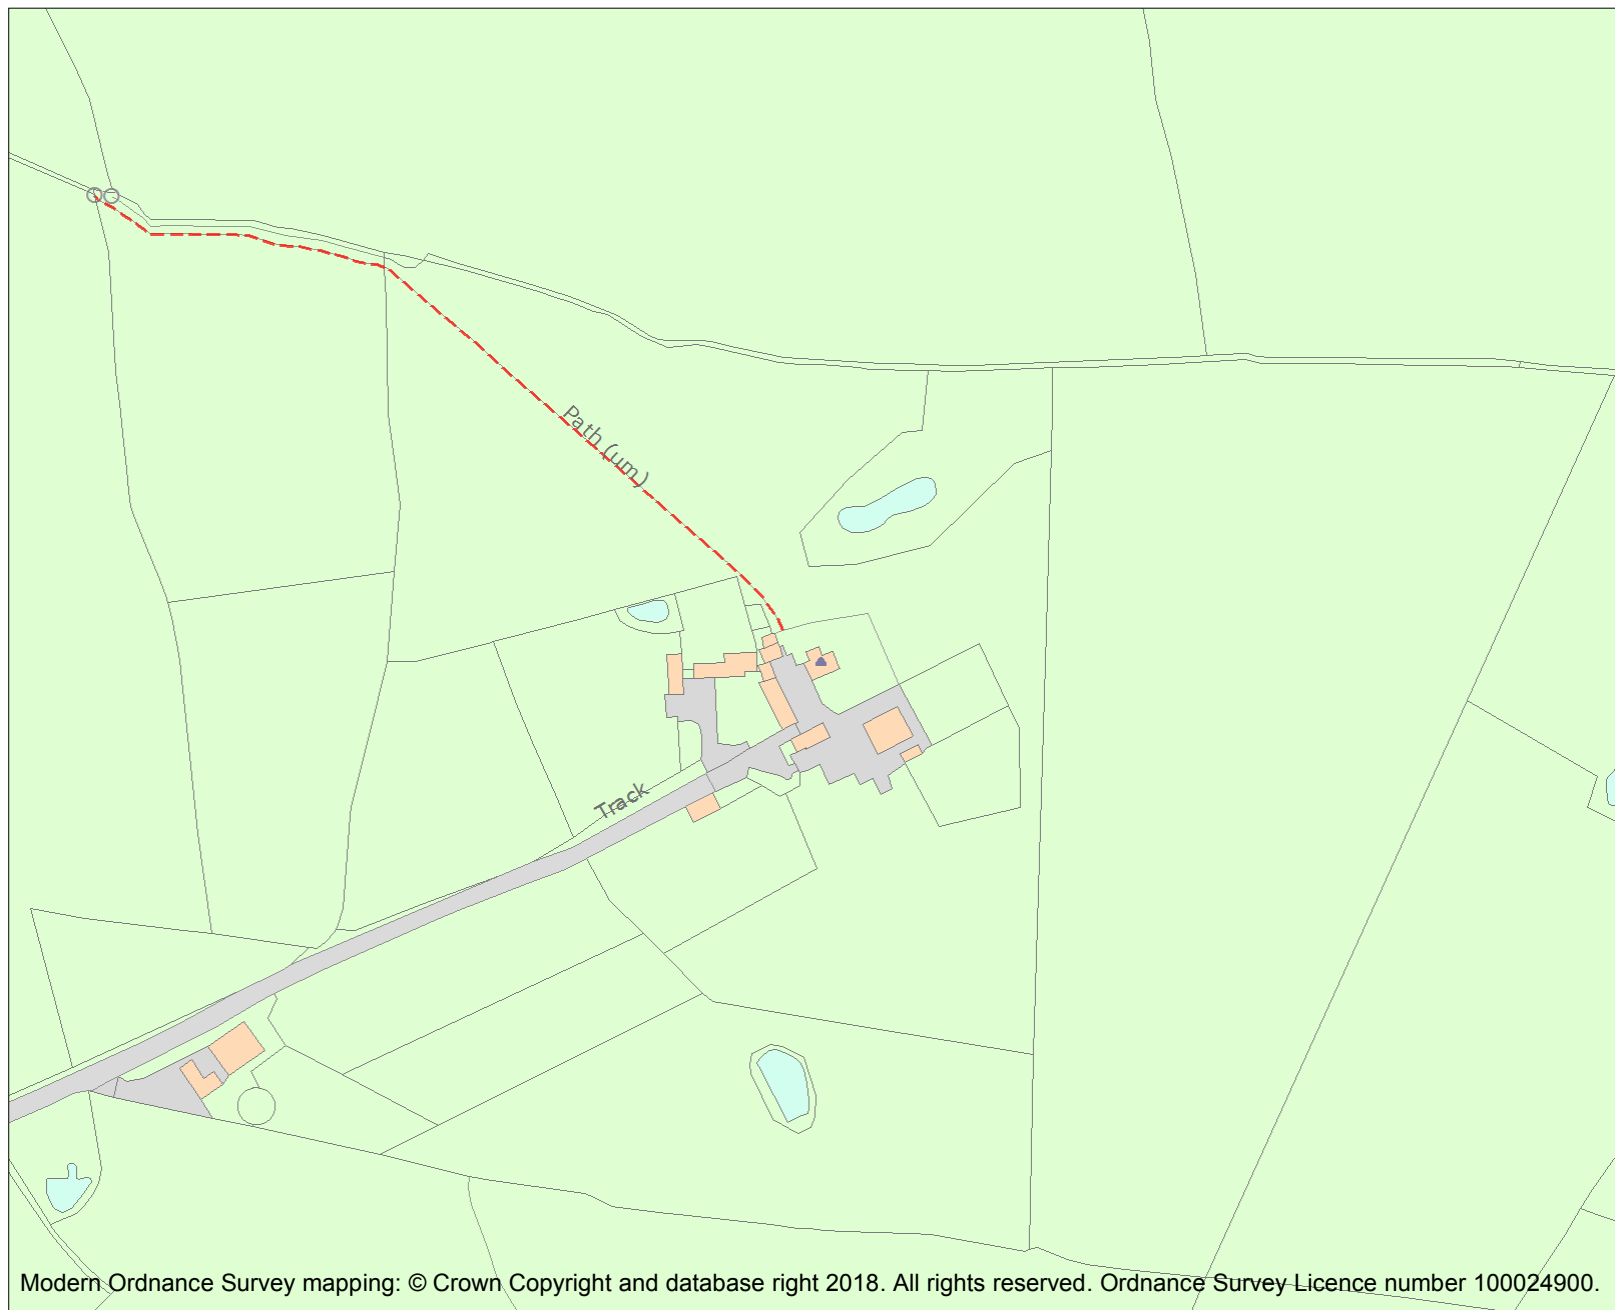 Path (um)
Track
Modern Ordnance Survey mapping: © Crown Copyright and database right 2018. All rights reserved. Ordnance Survey Licence number 100024900.